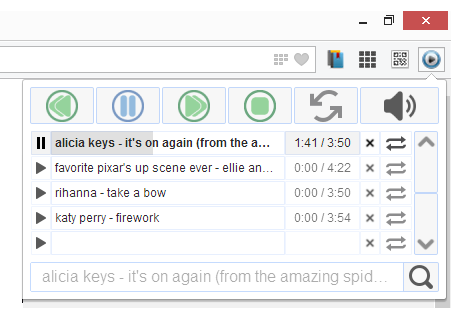 alicia keys - it's on again (from the a... 1:41 / 3:50
favorite pixar's up scene ever - ellie an... 0:00 / 4:22
rihanna - take a bow 0:00 / 3:50
katy perry - firework 0:00 / 3:54
alicia keys - it's on again (from the amazing spid...